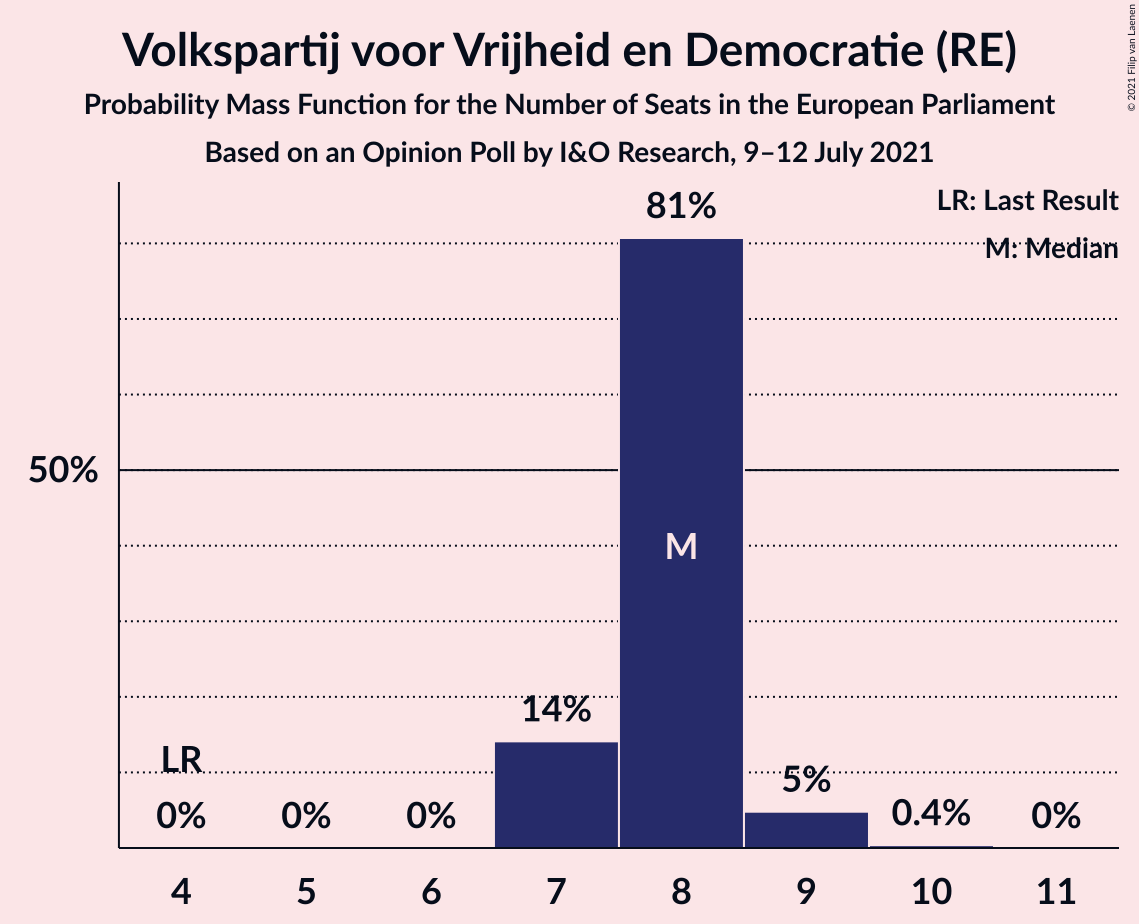 Volkspartij voor Vrijheid en Democratie (RE)
Probability Mass Function for the Number of Seats in the European Parliament
Based on an Opinion Poll by I&O Research, 9–12 July 2021
© 2021 Filip van Laenen
LR: Last Result
M: Median
81%
50%
M
14%
LR
5%
0%
0%
0%
0.4%
0%
4
5
6
7
8
9
10
11